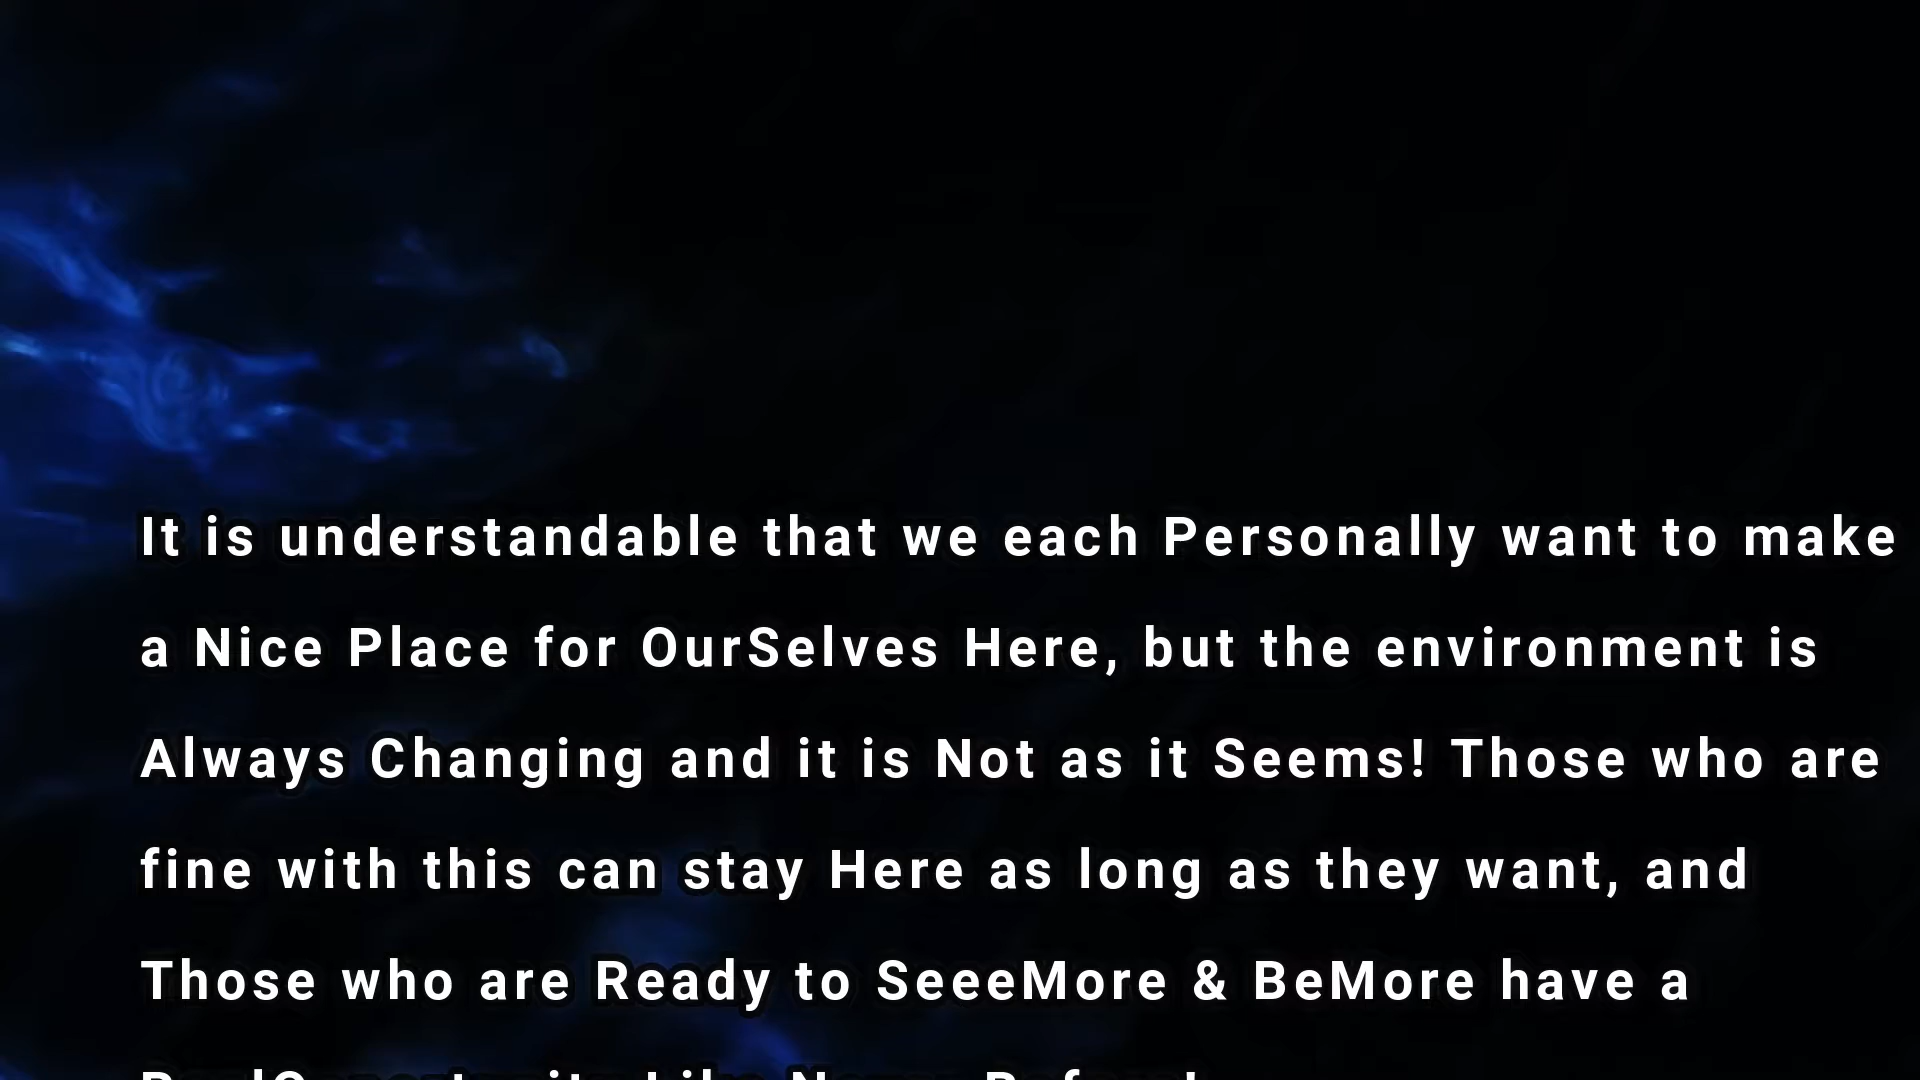 It is understandable that we each Personally want to make
a Nice Place for OurSelves Here, but the environment is
Always Changing and it is Not as it Seems! Those who are
fine with this can stay Here as long as they want, and
Those who are Ready to SeeeMore & BeMore have a